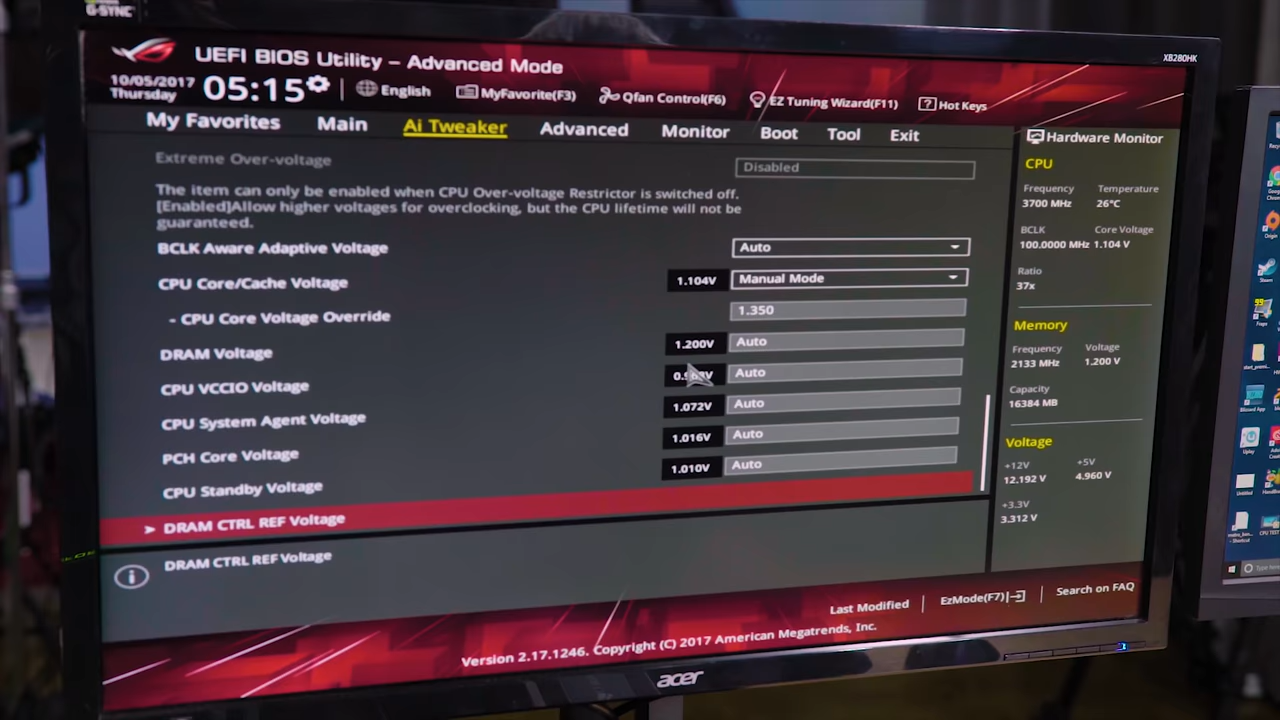 G-SYNC
XB280HK
UEFI BIOS Utility – Advanced Mode
10/05/2017
Thursday
05:15
English
MyFavorite(F3)
Qfan Control(F6)
EZ Tuning Wizard(F11)
? Hot Keys
My Favorites Main Ai Tweaker Advanced Monitor Boot Tool Exit
Extreme Over-voltage Disabled
The item can only be enabled when CPU Over-voltage Restrictor is switched off.
[Enabled]Allow higher voltages for overclocking, but the CPU lifetime will not be
guaranteed.
BCLK Aware Adaptive Voltage Auto
CPU Core/Cache Voltage 1.104V Manual Mode
- CPU Core Voltage Override 1.350
DRAM Voltage 1.200V Auto
CPU VCCIO Voltage Auto
CPU System Agent Voltage 1.072V Auto
PCH Core Voltage 1.016V Auto
CPU Standby Voltage 1.010V Auto
DRAM CTRL REF Voltage
DRAM CTRL REF Voltage
Hardware Monitor
CPU
Frequency Temperature
3700 MHz 26°C
BCLK Core Voltage
100.0000 MHz 1.104 V
Ratio
37x
Memory
Frequency Voltage
2133 MHz 1.200 V
Capacity
16384 MB
Voltage
+12V +5V
12.192 V 4.960 V
+3.3V
3.312 V
Last Modified
EzMode(F7)
Search on FAQ
Version 2.17.1246. Copyright (C) 2017 American Megatrends, Inc.
acer
Origin
Steam
Fraps
Blizzard App
Uplay
Untitled